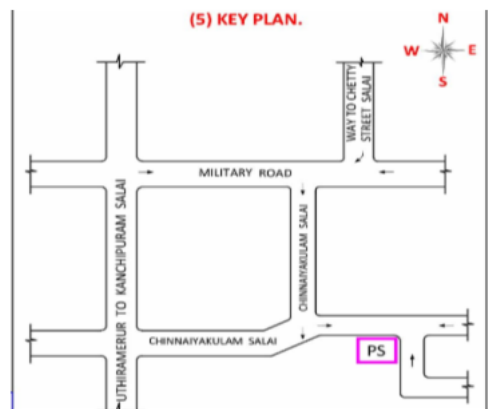 (5) KEY PLAN.
N
W E
S
WAY TO CHETTY
STREET SALAI
MILITARY ROAD
UTHIRAMERUR TO KANCHIPURAM SALAI
CHINNAIYAKULAM SALAI
CHINNAIYAKULAM SALAI
PS